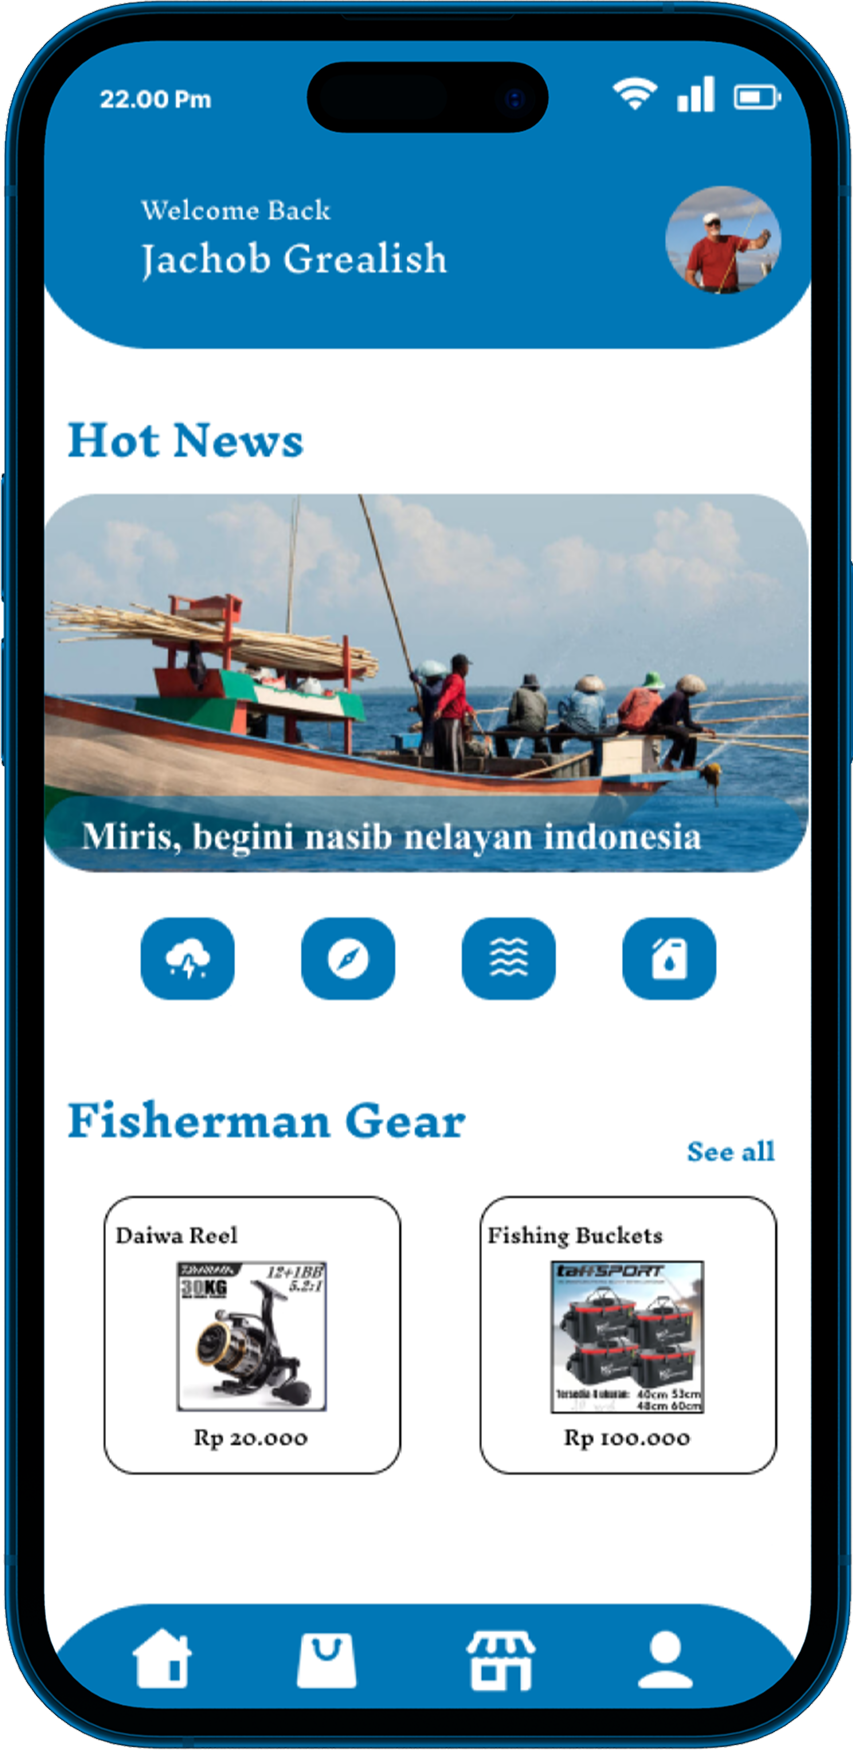 22.00 Pm
Welcome Back
Jachob Grealish
Hot News
Miris, begini nasib nelayan indonesia
Fisherman Gear
See all
Daiwa Reel
12+1BB
30KG
5.2:1
Rp 20.000
Fishing Buckets
taffSPORT
Tersedia 4 ukuran: 40cm 53cm
48cm 60cm
Rp 100.000